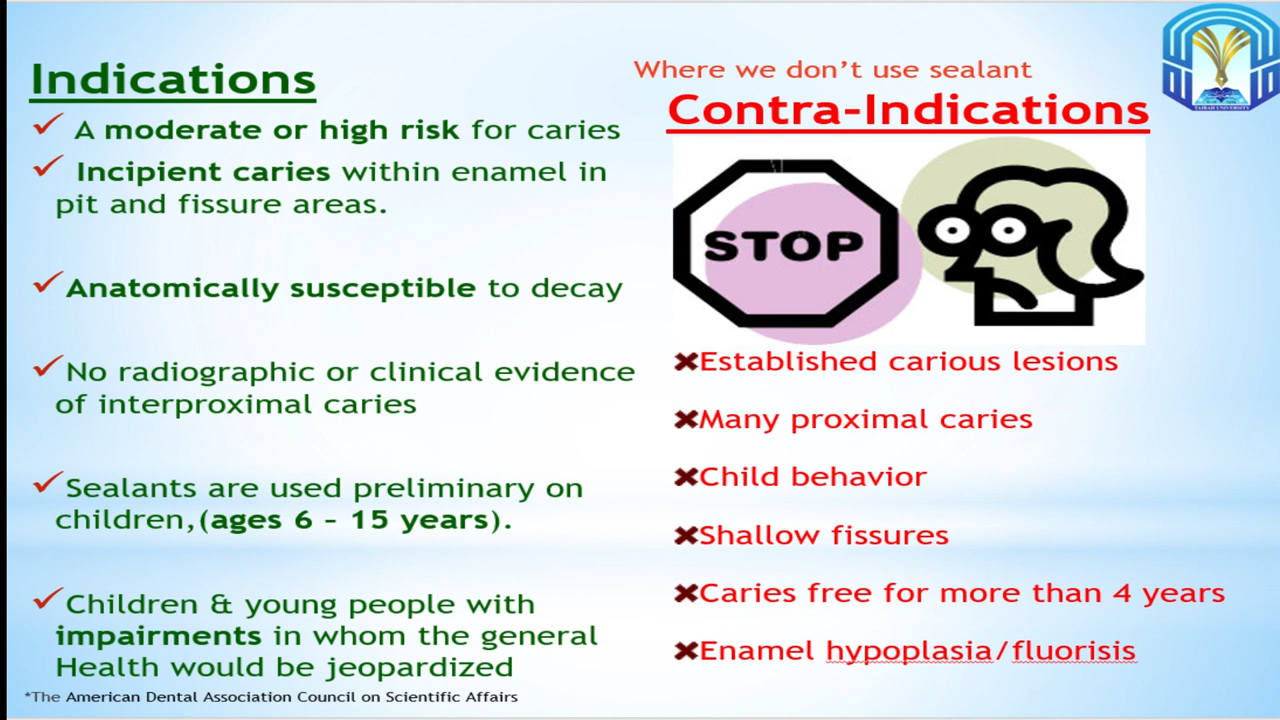 Indications
A moderate or high risk for caries
Incipient caries within enamel in
pit and fissure areas.
Anatomically susceptible to decay
No radiographic or clinical evidence
of interproximal caries
Sealants are used preliminary on
children,(ages 6 – 15 years).
Children & young people with
impairments in whom the general
Health would be jeopardized
*The American Dental Association Council on Scientific Affairs
Where we don’t use sealant
Contra-Indications
STOP
Established carious lesions
Many proximal caries
Child behavior
Shallow fissures
Caries free for more than 4 years
Enamel hypoplasia/fluorisis
TAIBAH UNIVERSITY